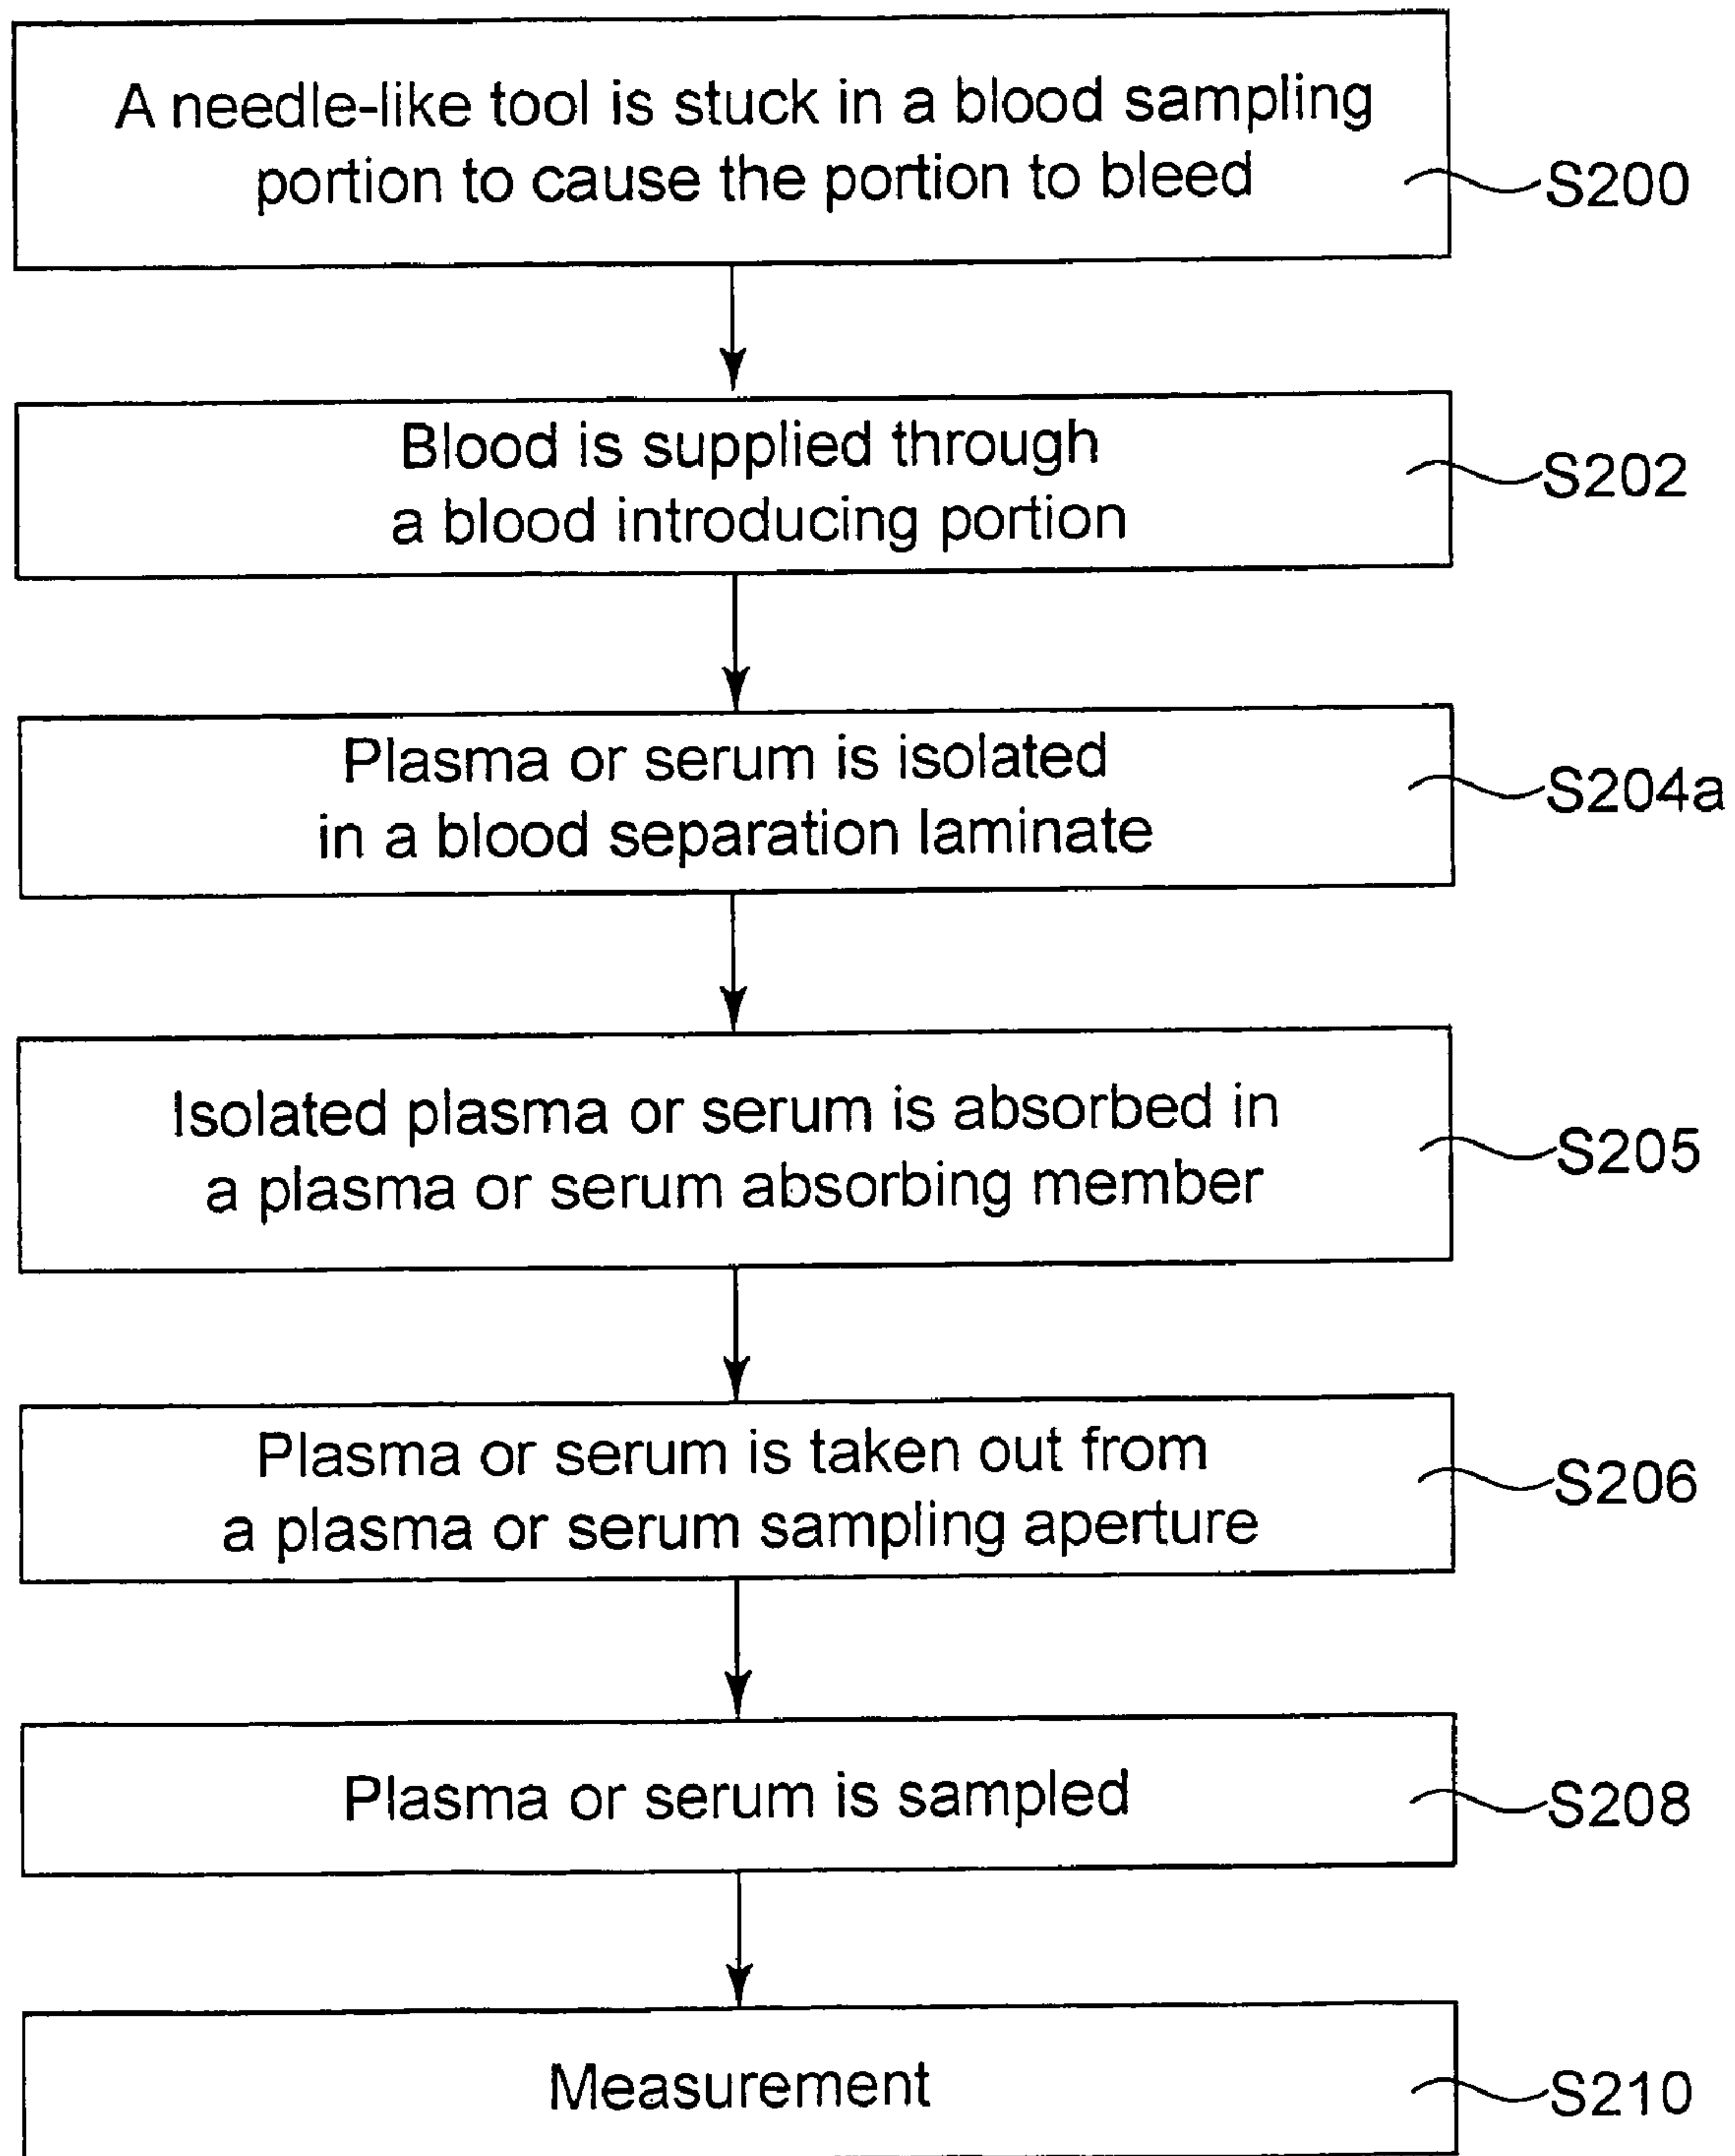 A needle-like tool is stuck in a blood sampling
portion to cause the portion to bleed
S200
Blood is supplied through
a blood introducing portion
S202
Plasma or serum is isolated
in a blood separation laminate
S204a
Isolated plasma or serum is absorbed in
a plasma or serum absorbing member
S205
Plasma or serum is taken out from
a plasma or serum sampling aperture
S206
Plasma or serum is sampled
S208
Measurement
S210